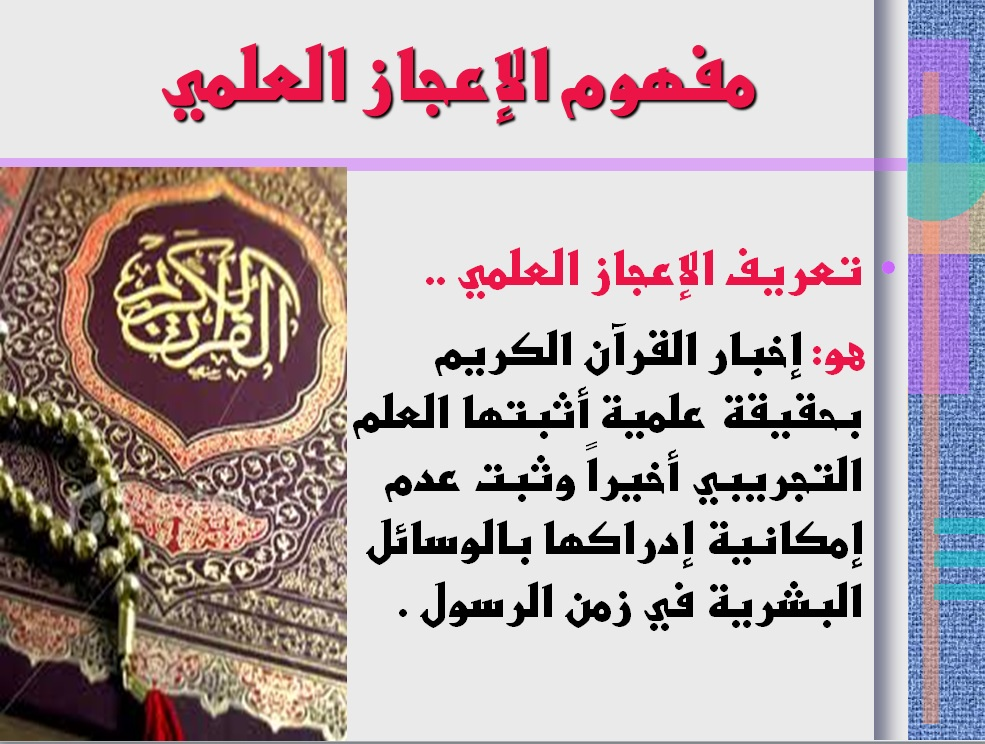 مفهوم الإعجاز العلمي
القرآن الكريم
• تعريف الإعجاز العلمي ..
هو: إخبار القرآن الكريم
بحقيقة علمية أثبتها العلم
التجريبي أخيراً وثبت عدم
إمكانية إدراكها بالوسائل
البشرية في زمن الرسول .